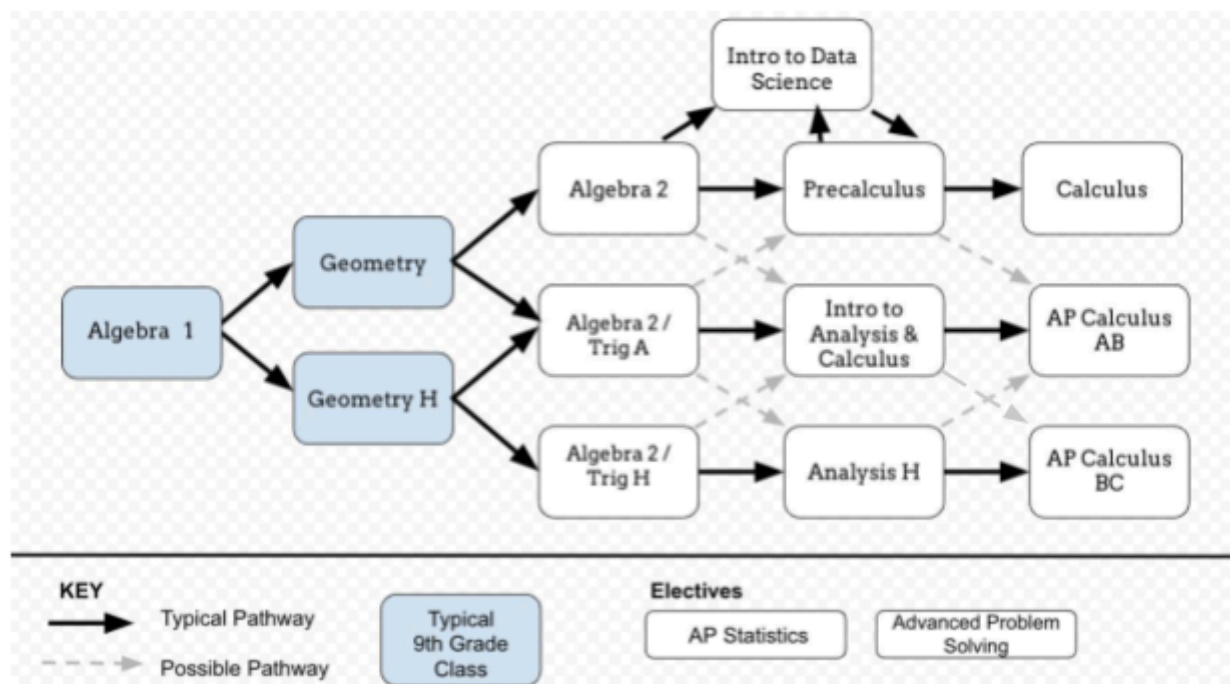 Intro to Data
Science
Algebra 2
Precalculus
Calculus
Geometry
Algebra 1
Algebra 2 /
Trig A
Intro to
Analysis &
Calculus
AP Calculus
AB
Geometry H
Algebra 2 /
Trig H
Analysis H
AP Calculus
BC
KEY
Typical Pathway
Possible Pathway
Typical
9th Grade
Class
Electives
AP Statistics
Advanced Problem
Solving